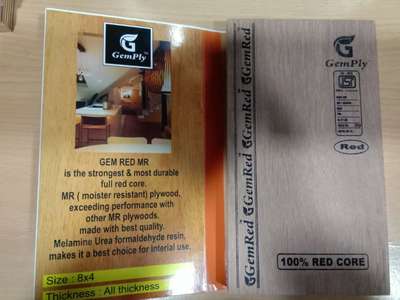 GemPly
GEM RED MR
is the strongest & most durable
full red core.
MR ( moister resistant) plywood,
exceeding performance with
other MR plywoods.
made with best quality.
Melamine Urea formaldehyde resin,
makes it a best choice for interial use.
Size : 8x4
Thickness : All thickness
GemRed GemRed GemRed GemRed
GemPly
Red
100% RED CORE